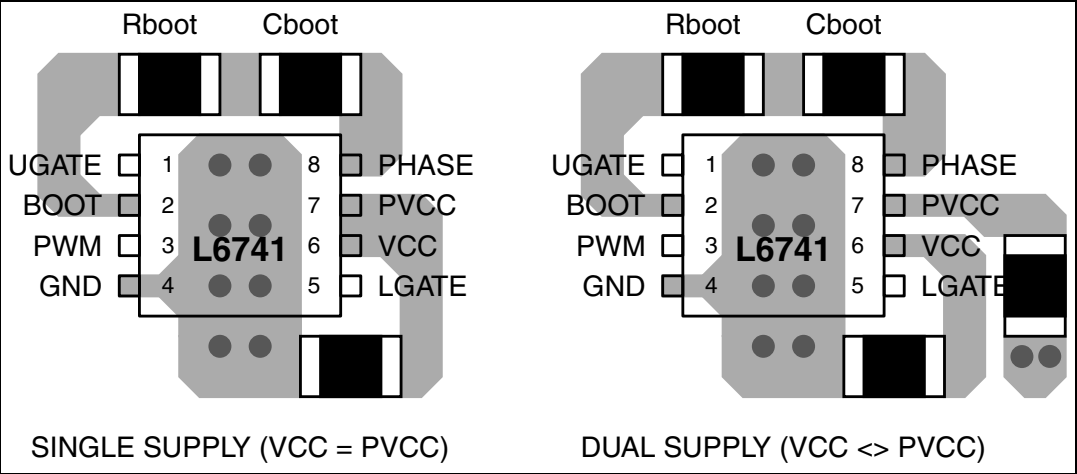 Rboot Cboot
UGATE 1 8 PHASE
BOOT 2 7 PVCC
PWM 3 L6741 6 VCC
GND 4 5 LGATE
SINGLE SUPPLY (VCC = PVCC)
Rboot Cboot
UGATE 1 8 PHASE
BOOT 2 7 PVCC
PWM 3 L6741 6 VCC
GND 4 5 LGATE
DUAL SUPPLY (VCC <> PVCC)